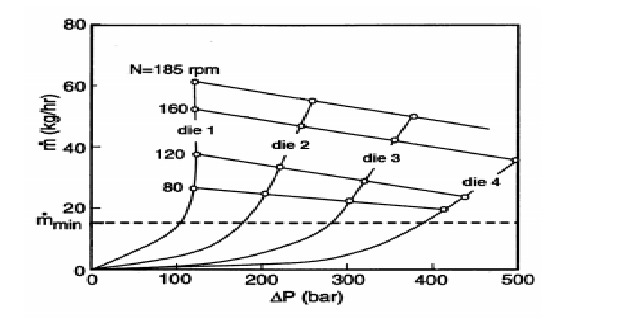 80
N=185 rpm
60
160
ṁ (kg/hr)
die 1
40
die 2
120
die 3
die 4
80
20
ṁmin
0
0 100 200 300 400 500
ΔP (bar)